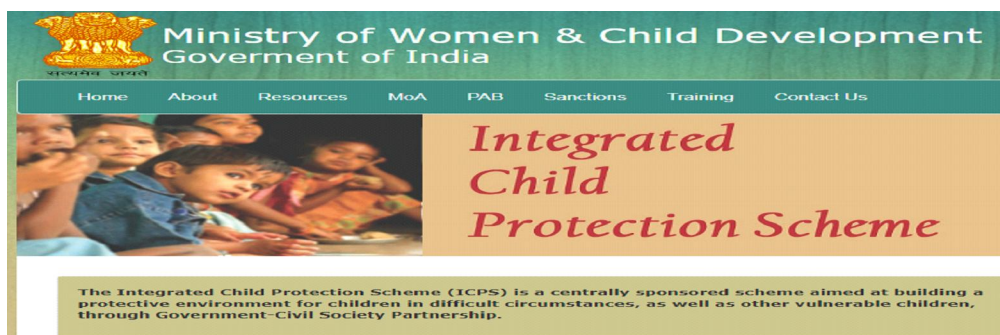 Ministry of Women & Child Development
Goverment of India
सत्यमेव जयते
Home About Resources MoA PAB Sanctions Training Contact Us
Integrated
Child
Protection Scheme
The Integrated Child Protection Scheme (ICPS) is a centrally sponsored scheme aimed at building a
protective environment for children in difficult circumstances, as well as other vulnerable children,
through Government-Civil Society Partnership.